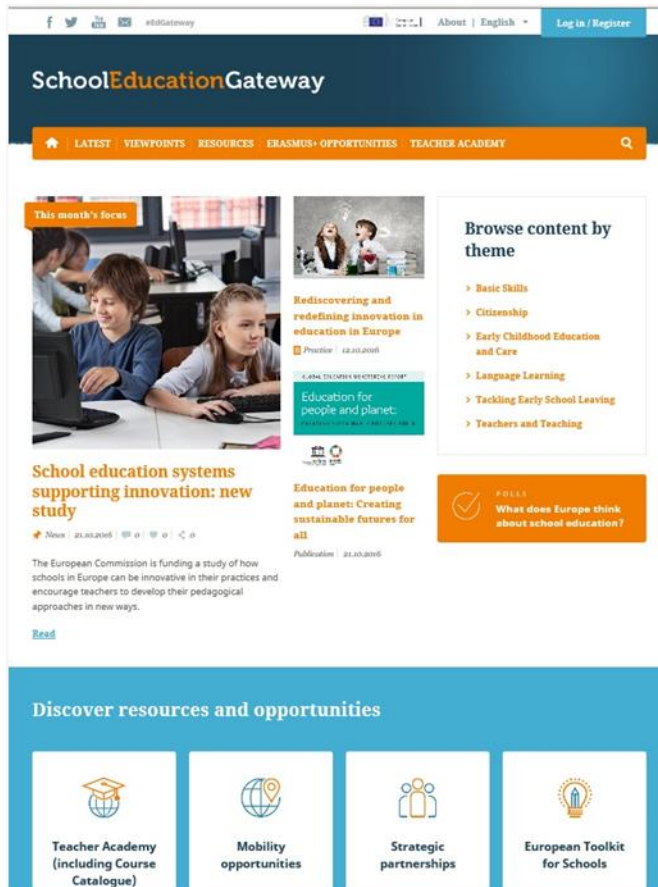 #EdGateway
About | English
Log in / Register
SchoolEducationGateway
LATEST | VIEWPOINTS | RESOURCES | ERASMUS+ OPPORTUNITIES | TEACHER ACADEMY
This month's focus
School education systems
supporting innovation: new
study
News | 21.10.2016 | 0 | 0 | 0
The European Commission is funding a study of how
schools in Europe can be innovative in their practices and
encourage teachers to develop their pedagogical
approaches in new ways.
Read
Rediscovering and
redefining innovation in
education in Europe
Practice | 12.10.2016
GLOBAL EDUCATION MONITORING REPORT
Education for
people and planet:
Education for people
and planet: Creating
sustainable futures for
all
Publication | 21.10.2016
Browse content by
theme
> Basic Skills
> Citizenship
> Early Childhood Education
and Care
> Language Learning
> Tackling Early School Leaving
> Teachers and Teaching
POLLS
What does Europe think
about school education?
Discover resources and opportunities
Teacher Academy
(including Course
Catalogue)
Mobility
opportunities
Strategic
partnerships
European Toolkit
for Schools